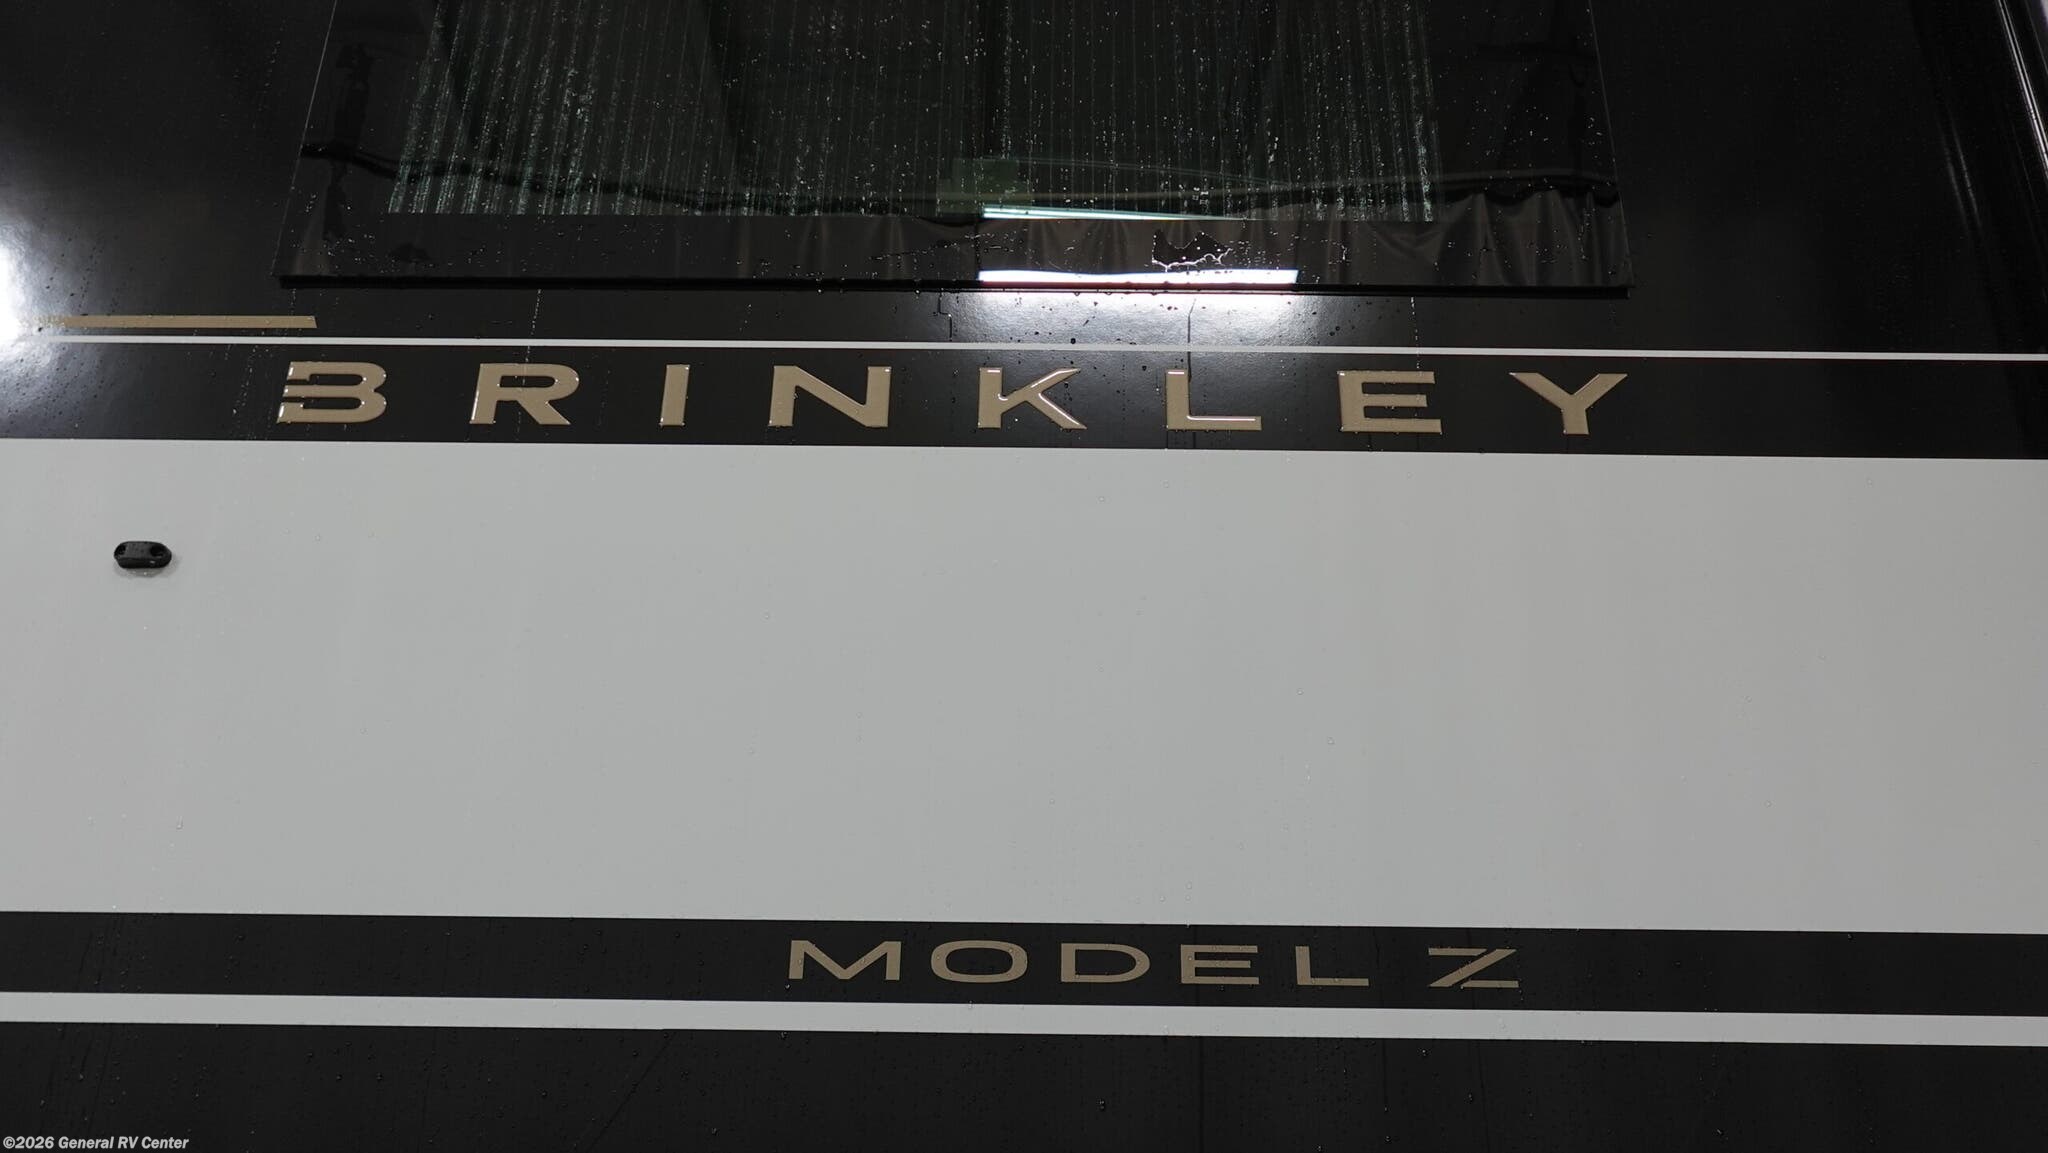 BRINKLEY
MODEL Z
©2026 General RV Center